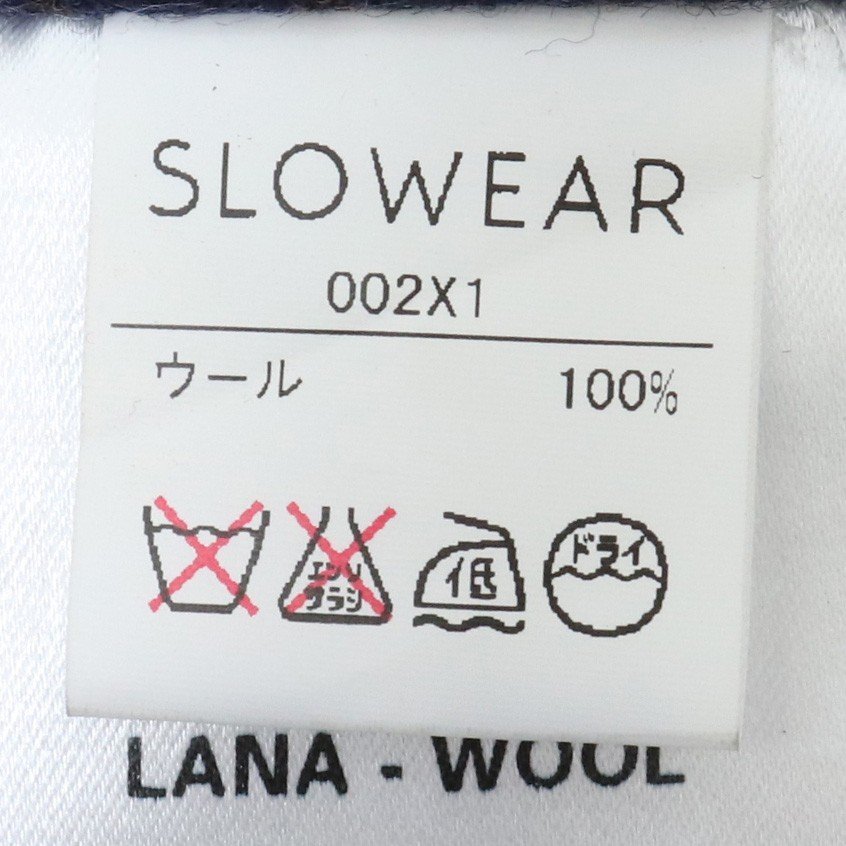 SLOWEAR
002X1
ウール 100%
エンソ
サラシ
低
ドライ
LANA - WOOL